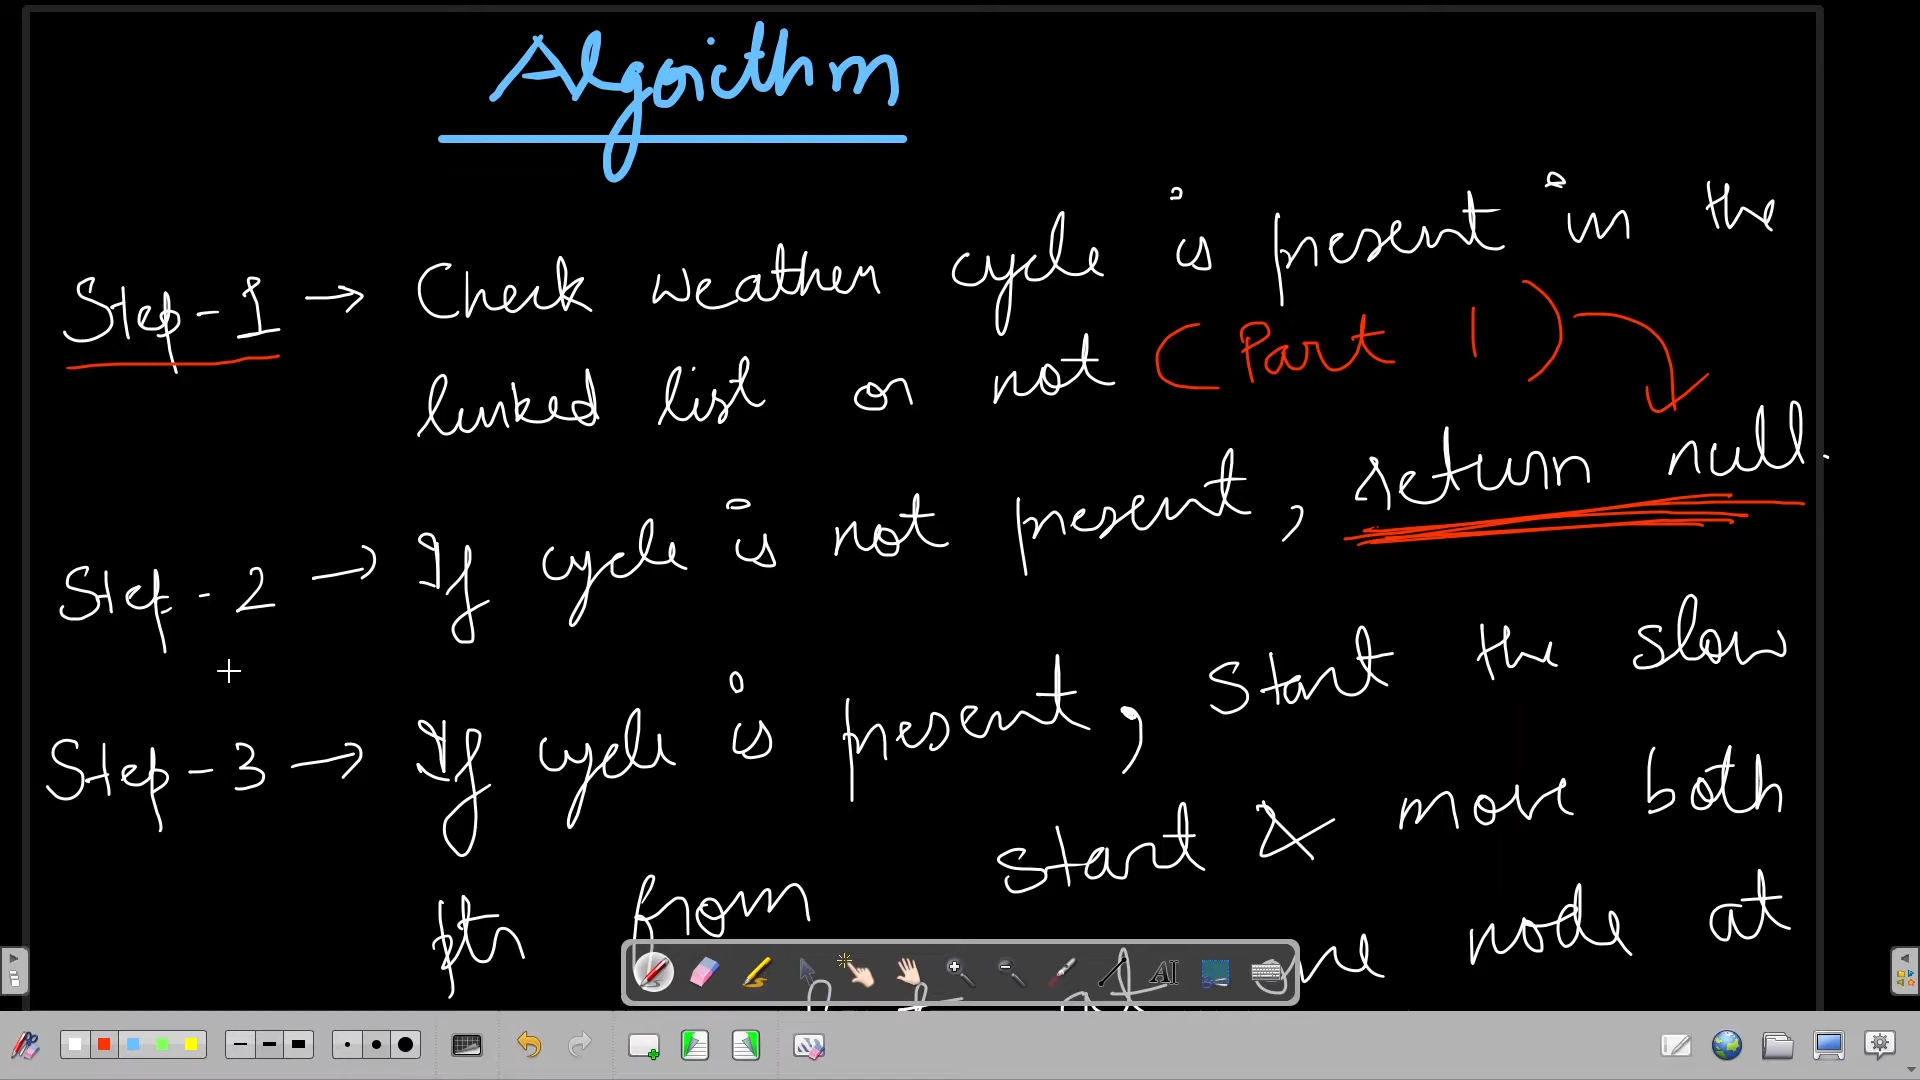 Algorithm
Step-1 → Check weather cycle is present in the
linked list or not (Part 1)
Step-2 → If cycle is not present, return null.
Step-3 → If cycle is present, start the slow
ptr from start & move both
node at
AI